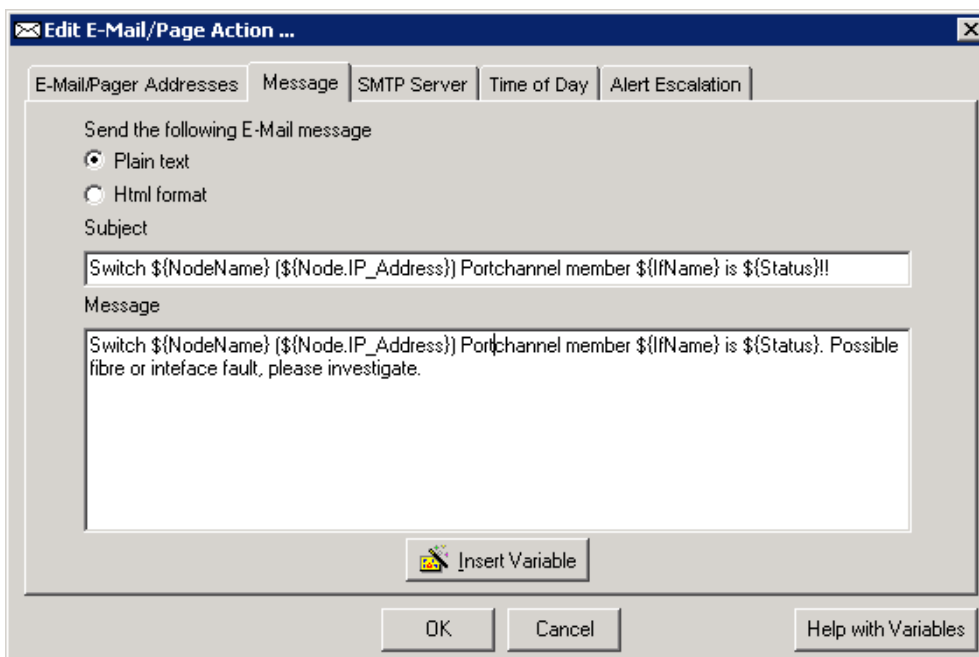 Edit E-Mail/Page Action ...
E-Mail/Pager Addresses Message SMTP Server Time of Day Alert Escalation
Send the following E-Mail message
Plain text
Html format
Subject
Switch ${NodeName} (${Node.IP_Address}) Portchannel member ${IfName} is ${Status}!!
Message
Switch ${NodeName} (${Node.IP_Address}) Portchannel member ${IfName} is ${Status}. Possible
fibre or inteface fault, please investigate.
Insert Variable
OK Cancel Help with Variables